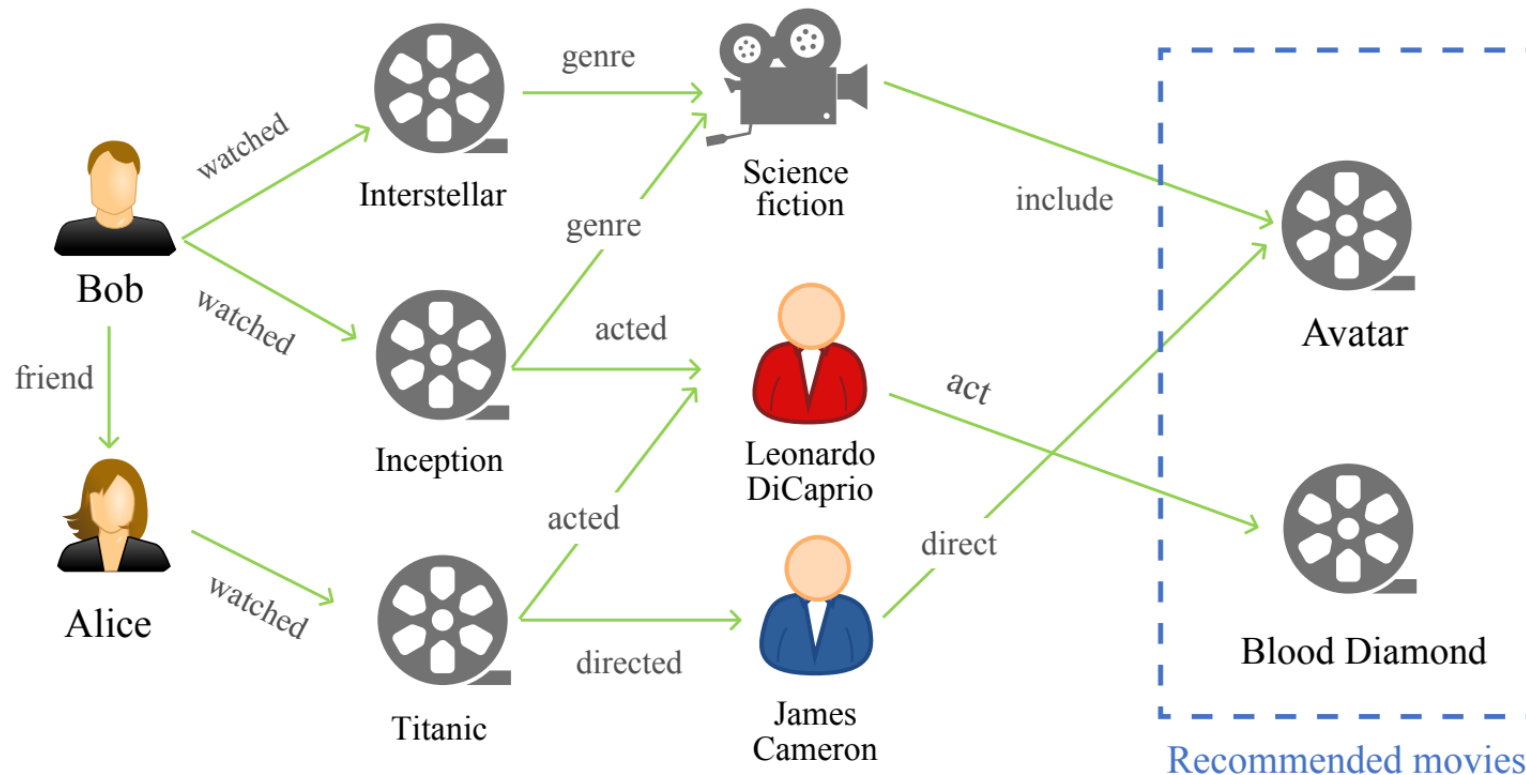 genre
watched
Interstellar
Science
fiction
include
genre
Bob
watched
acted
Avatar
friend
act
Inception
Leonardo
DiCaprio
acted
direct
Alice
watched
directed
Blood Diamond
Titanic
James
Cameron
Recommended movies